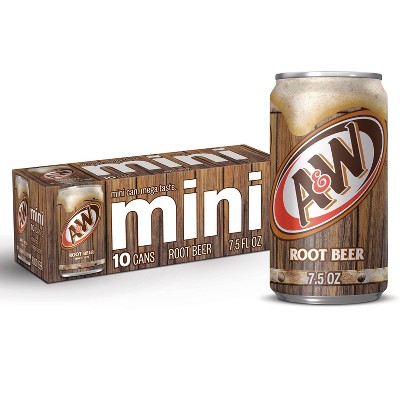 mini can. mega taste.
mini
10 CANS ROOT BEER 7.5 FL OZ
mini
A&W
ROOT BEER
A&W
ROOT BEER
7.5 OZ